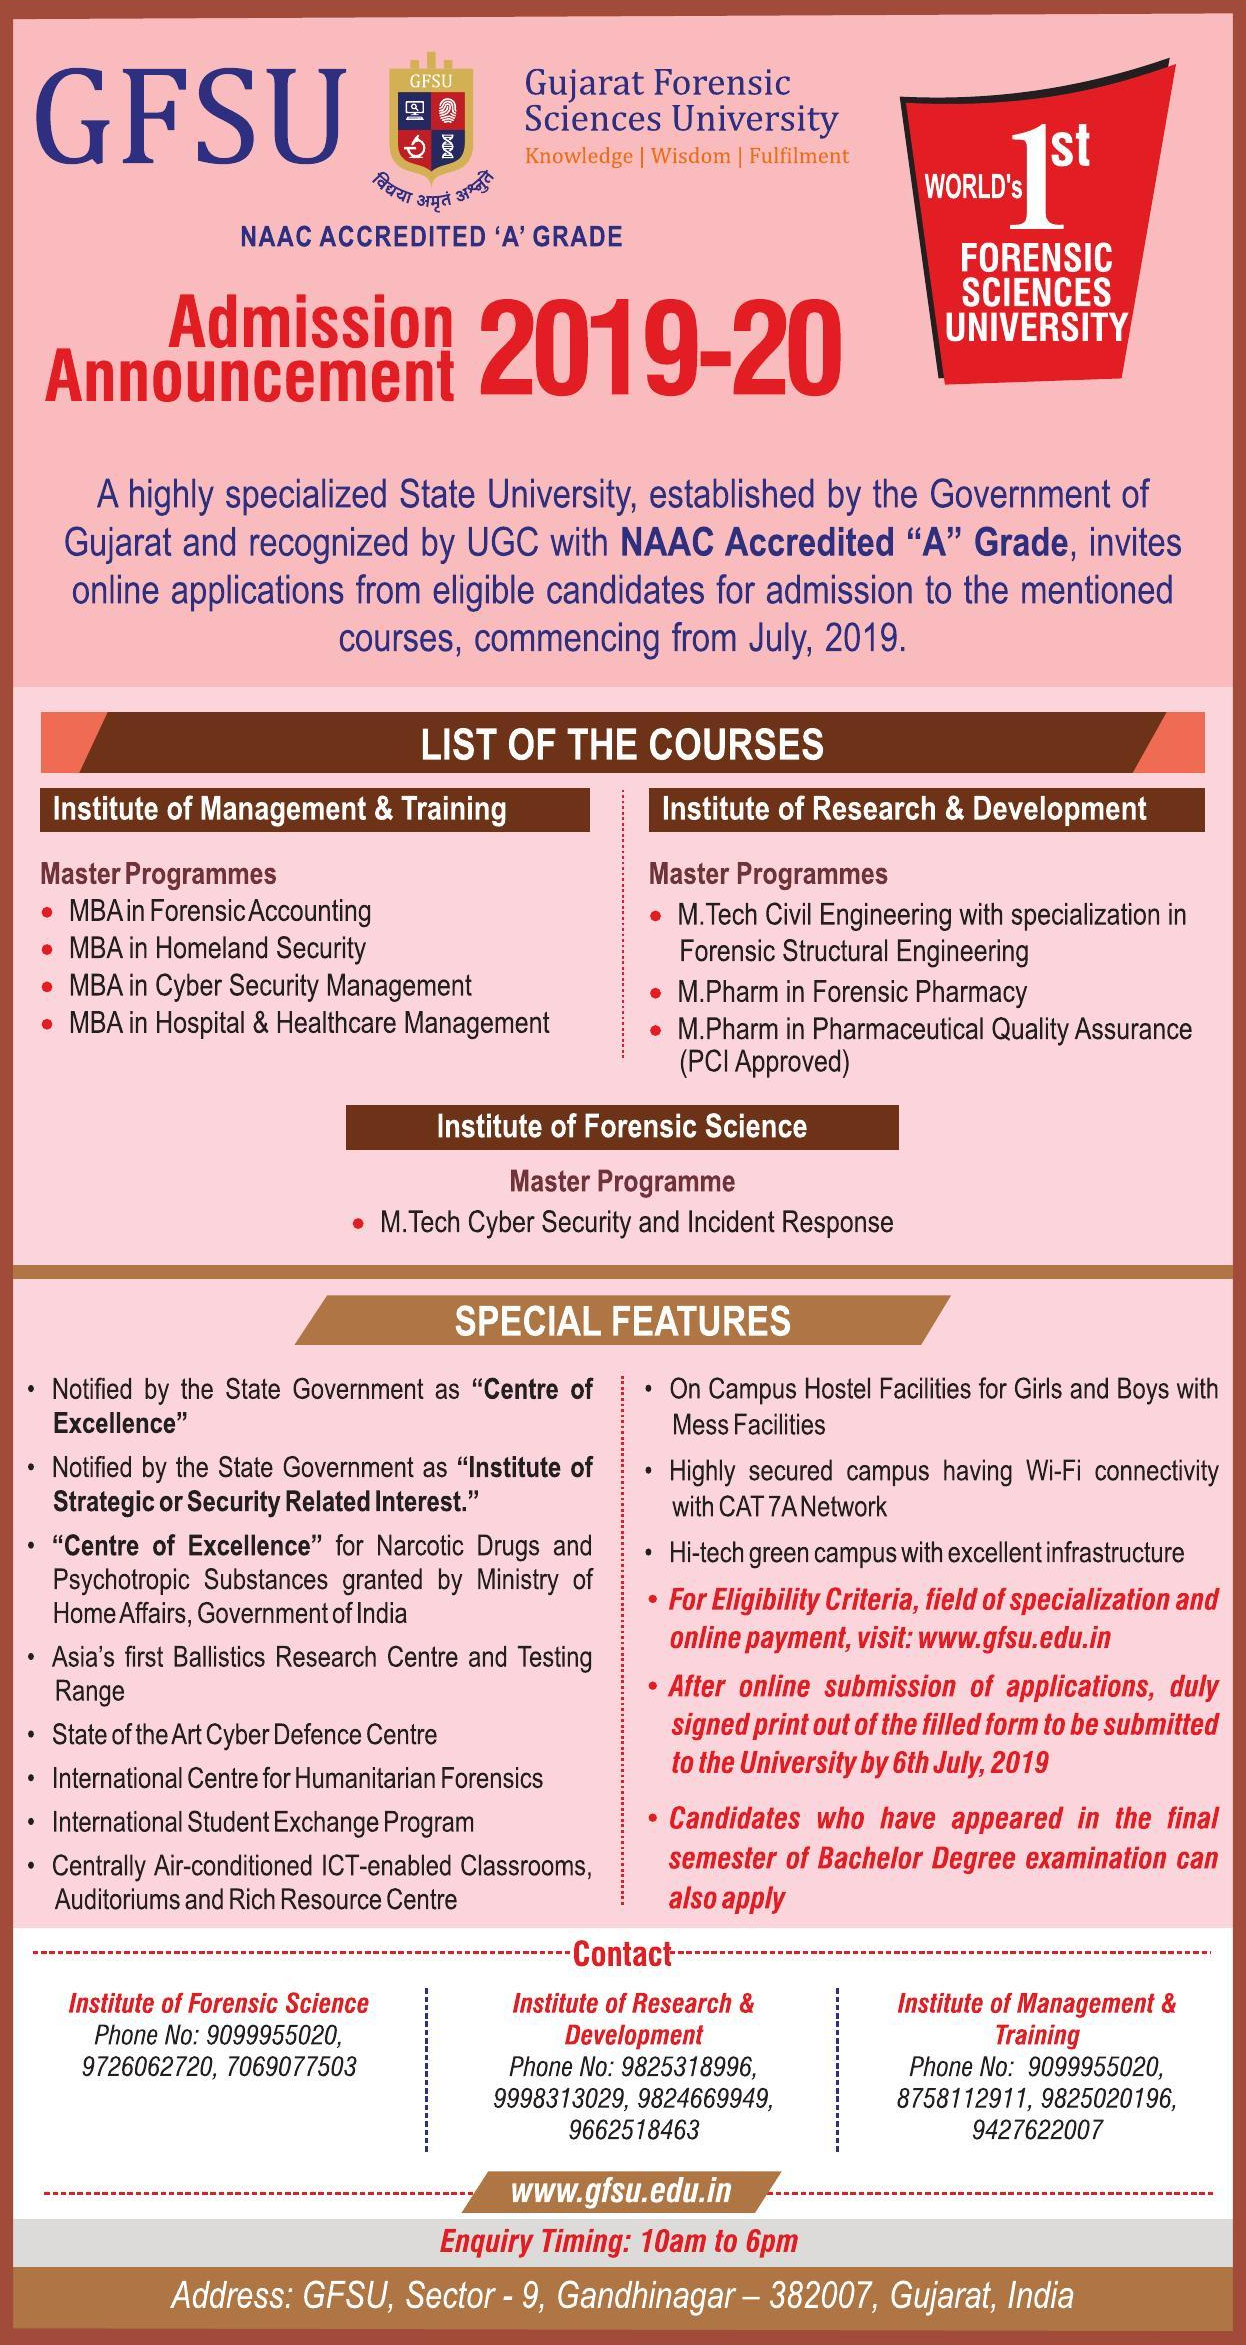 GFSU
GFSU
विद्यया अमृतं अश्नुते
Gujarat Forensic
Sciences University
Knowledge | Wisdom | Fulfilment
NAAC ACCREDITED ‘A’ GRADE
WORLD's 1st
FORENSIC
SCIENCES
UNIVERSITY
Admission
Announcement 2019-20
A highly specialized State University, established by the Government of
Gujarat and recognized by UGC with NAAC Accredited “A” Grade, invites
online applications from eligible candidates for admission to the mentioned
courses, commencing from July, 2019.
LIST OF THE COURSES
Institute of Management & Training
Master Programmes
• MBA in Forensic Accounting
• MBA in Homeland Security
• MBA in Cyber Security Management
• MBA in Hospital & Healthcare Management
Institute of Research & Development
Master Programmes
• M.Tech Civil Engineering with specialization in
Forensic Structural Engineering
• M.Pharm in Forensic Pharmacy
• M.Pharm in Pharmaceutical Quality Assurance
(PCI Approved)
Institute of Forensic Science
Master Programme
• M.Tech Cyber Security and Incident Response
SPECIAL FEATURES
• Notified by the State Government as “Centre of
Excellence”
• Notified by the State Government as “Institute of
Strategic or Security Related Interest.”
• “Centre of Excellence” for Narcotic Drugs and
Psychotropic Substances granted by Ministry of
Home Affairs, Government of India
• Asia’s first Ballistics Research Centre and Testing
Range
• State of the Art Cyber Defence Centre
• International Centre for Humanitarian Forensics
• International Student Exchange Program
• Centrally Air-conditioned ICT-enabled Classrooms,
Auditoriums and Rich Resource Centre
• On Campus Hostel Facilities for Girls and Boys with
Mess Facilities
• Highly secured campus having Wi-Fi connectivity
with CAT 7A Network
• Hi-tech green campus with excellent infrastructure
• For Eligibility Criteria, field of specialization and
online payment, visit: www.gfsu.edu.in
• After online submission of applications, duly
signed print out of the filled form to be submitted
to the University by 6th July, 2019
• Candidates who have appeared in the final
semester of Bachelor Degree examination can
also apply
Contact
Institute of Forensic Science
Phone No: 9099955020,
9726062720, 7069077503
Institute of Research &
Development
Phone No: 9825318996,
9998313029, 9824669949,
9662518463
Institute of Management &
Training
Phone No: 9099955020,
8758112911, 9825020196,
9427622007
www.gfsu.edu.in
Enquiry Timing: 10am to 6pm
Address: GFSU, Sector - 9, Gandhinagar – 382007, Gujarat, India